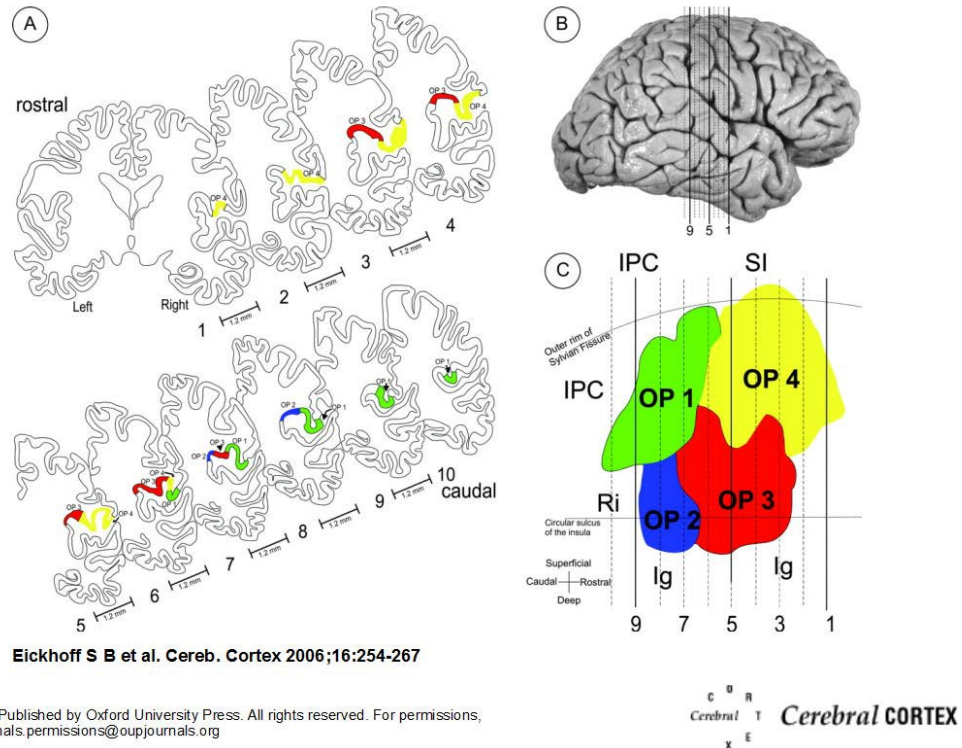 A
rostral
OP 4
OP 4
OP 3
OP 3
OP 4
Left
Right
1
1.2 mm
2
1.2 mm
3
1.2 mm
4
OP 3
OP 4
OP 3
OP 4
OP 1
OP 2
OP 3
OP 1
OP 2
OP 1
OP 1
OP 1
5
1.2 mm
6
1.2 mm
7
1.2 mm
8
1.2 mm
9
1.2 mm
10
caudal
B
9 5 1
C
IPC SI
Outer rim of
Sylvian Fissure
IPC
OP 1
OP 4
Ri
OP 2
OP 3
Circular sulcus
of the insula
Ig
Ig
Superficial
Caudal Rostral
Deep
9 7 5 3 1
Eickhoff S B et al. Cereb. Cortex 2006;16:254-267
Published by Oxford University Press. All rights reserved. For permissions,
nals.permissions@oupjournals.org
CORTEX
Cerebral
Cerebral CORTEX